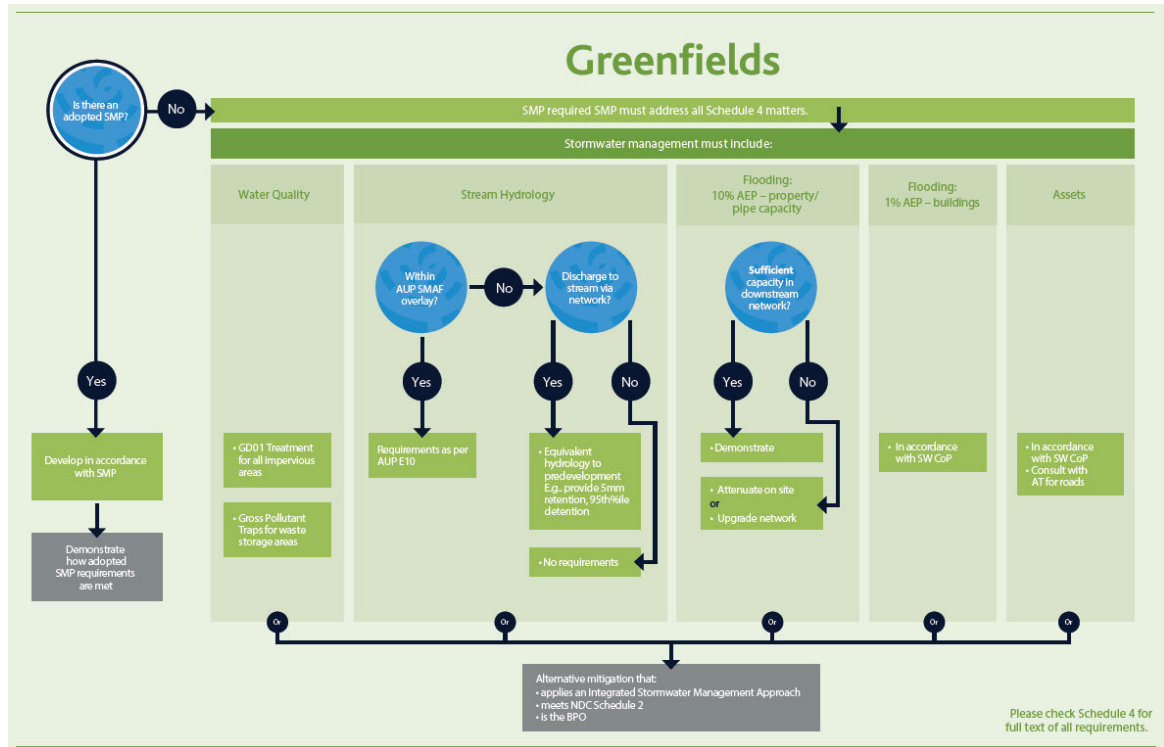 Greenfields
Is there an
adopted SMP?
No
SMP required SMP must address all Schedule 4 matters.
Stormwater management must include:
Water Quality
Stream Hydrology
Flooding:
10% AEP – property/
pipe capacity
Flooding:
1% AEP – buildings
Assets
Within
AUP SMAF
overlay?
No
Discharge to
stream via
network?
Sufficient
capacity in
downstream
network?
Yes
Yes
Yes
No
Yes
No
Develop in accordance
with SMP
Demonstrate
how adopted
SMP requirements
are met
• GD01 Treatment
for all impervious
areas
• Gross Pollutant
Traps for waste
storage areas
Requirements as per
AUP E10
• Equivalent
hydrology to
predevelopment
E.g.. provide 5mm
retention, 95th%ile
detention
• No requirements
• Demonstrate
• Attenuate on site
or
• Upgrade network
• In accordance
with SW CoP
• In accordance
with SW CoP
• Consult with
AT for roads
Or
Or
Or
Or
Or
Alternative mitigation that:
• applies an Integrated Stormwater Management Approach
• meets NDC Schedule 2
• is the BPO
Please check Schedule 4 for
full text of all requirements.